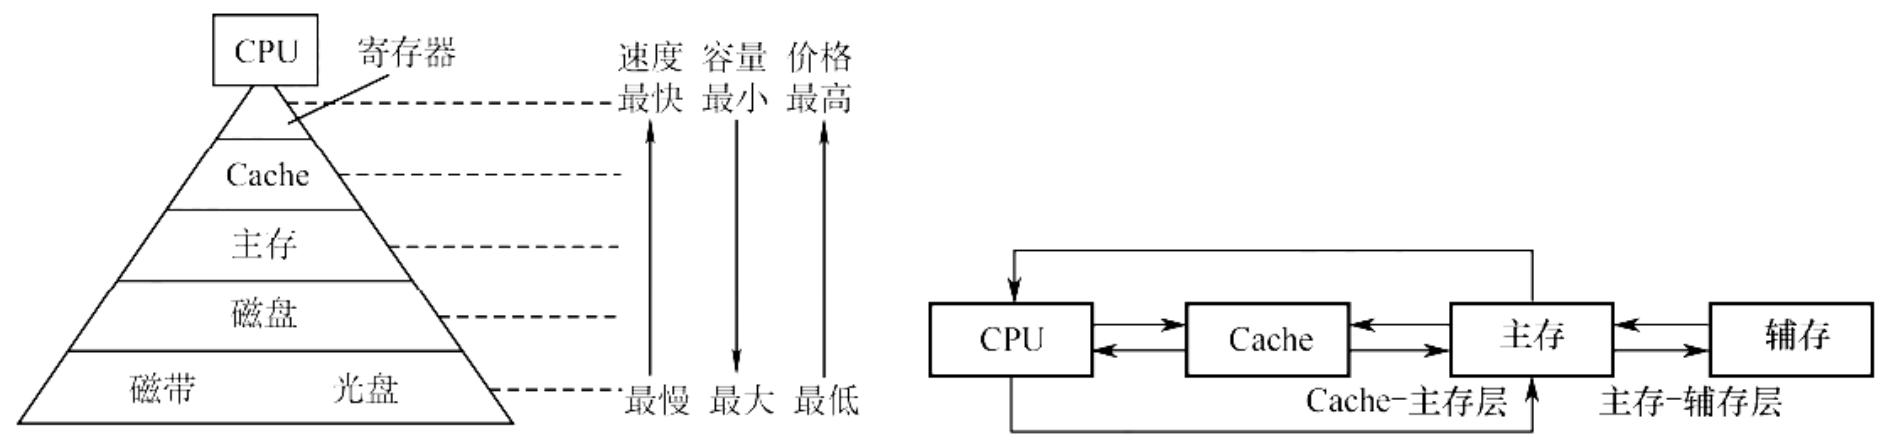 CPU
寄存器
速度 容量 价格
最快 最小 最高
Cache
主存
磁盘
磁带 光盘
最慢 最大 最低
CPU
Cache
主存
辅存
Cache-主存层
主存-辅存层